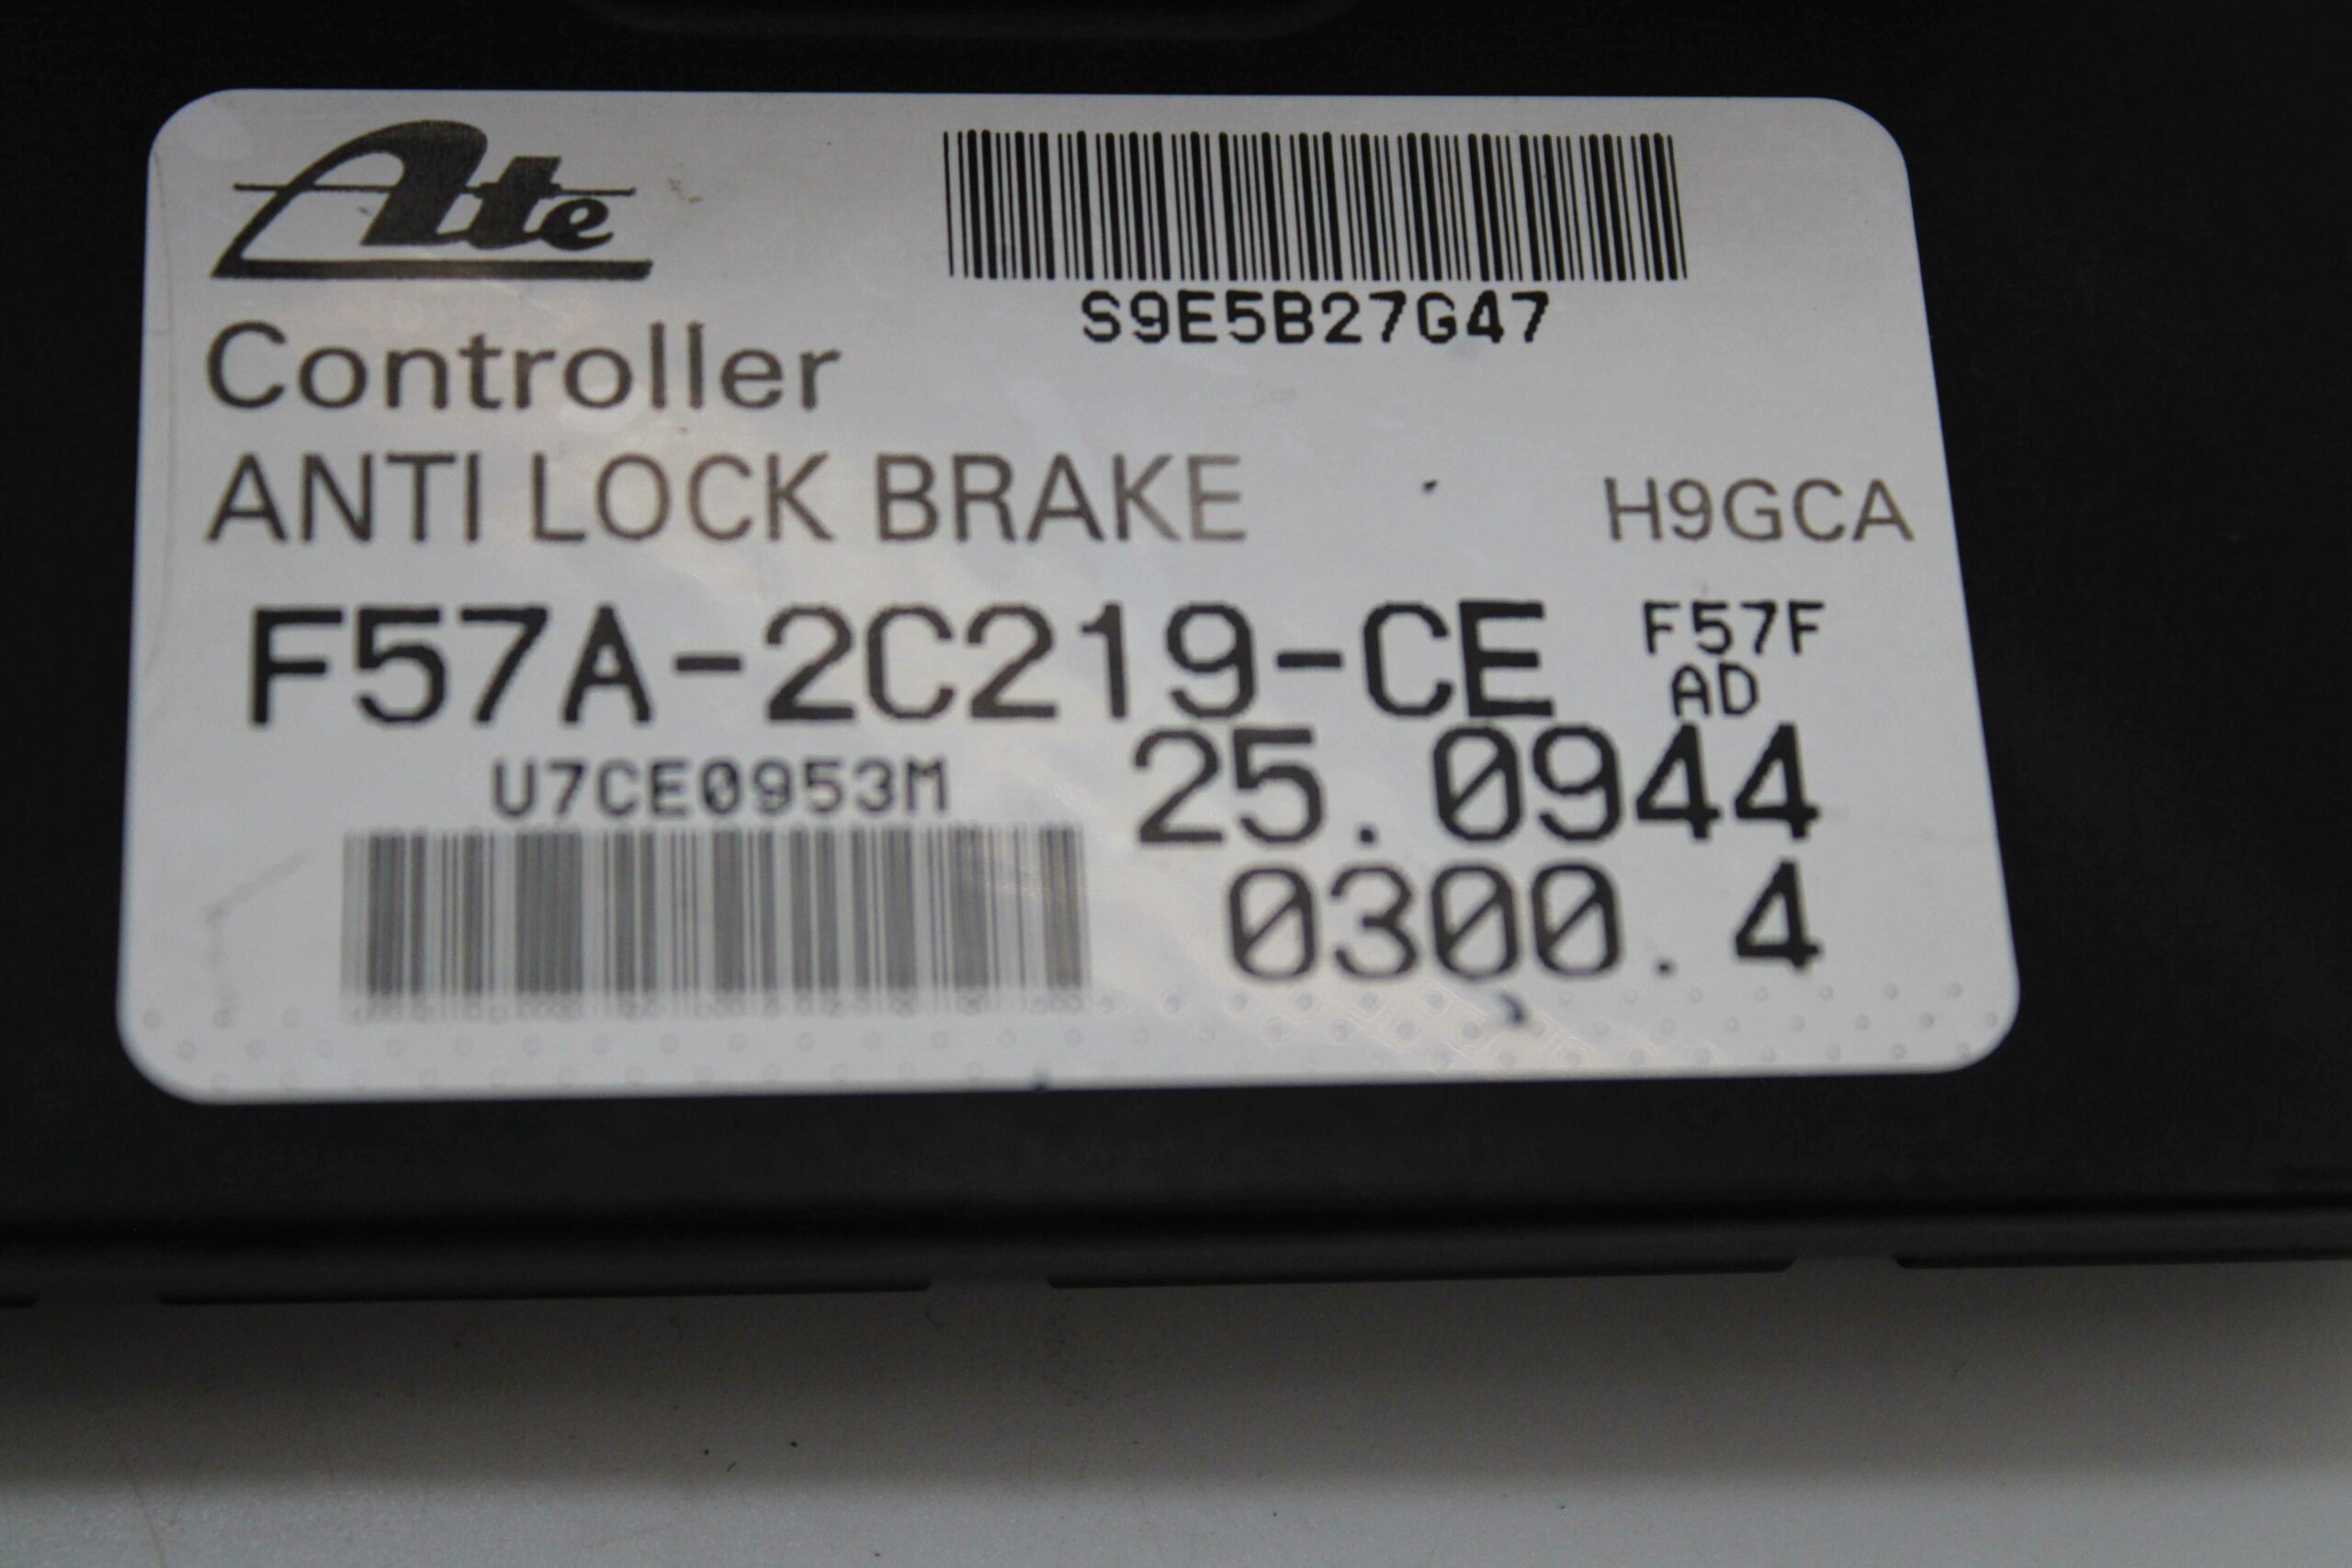 Ate
S9E5B27G47
Controller
ANTI LOCK BRAKE H9GCA
F57A-2C219-CE F57F
AD
U7CE0953M 25.0944
0300.4